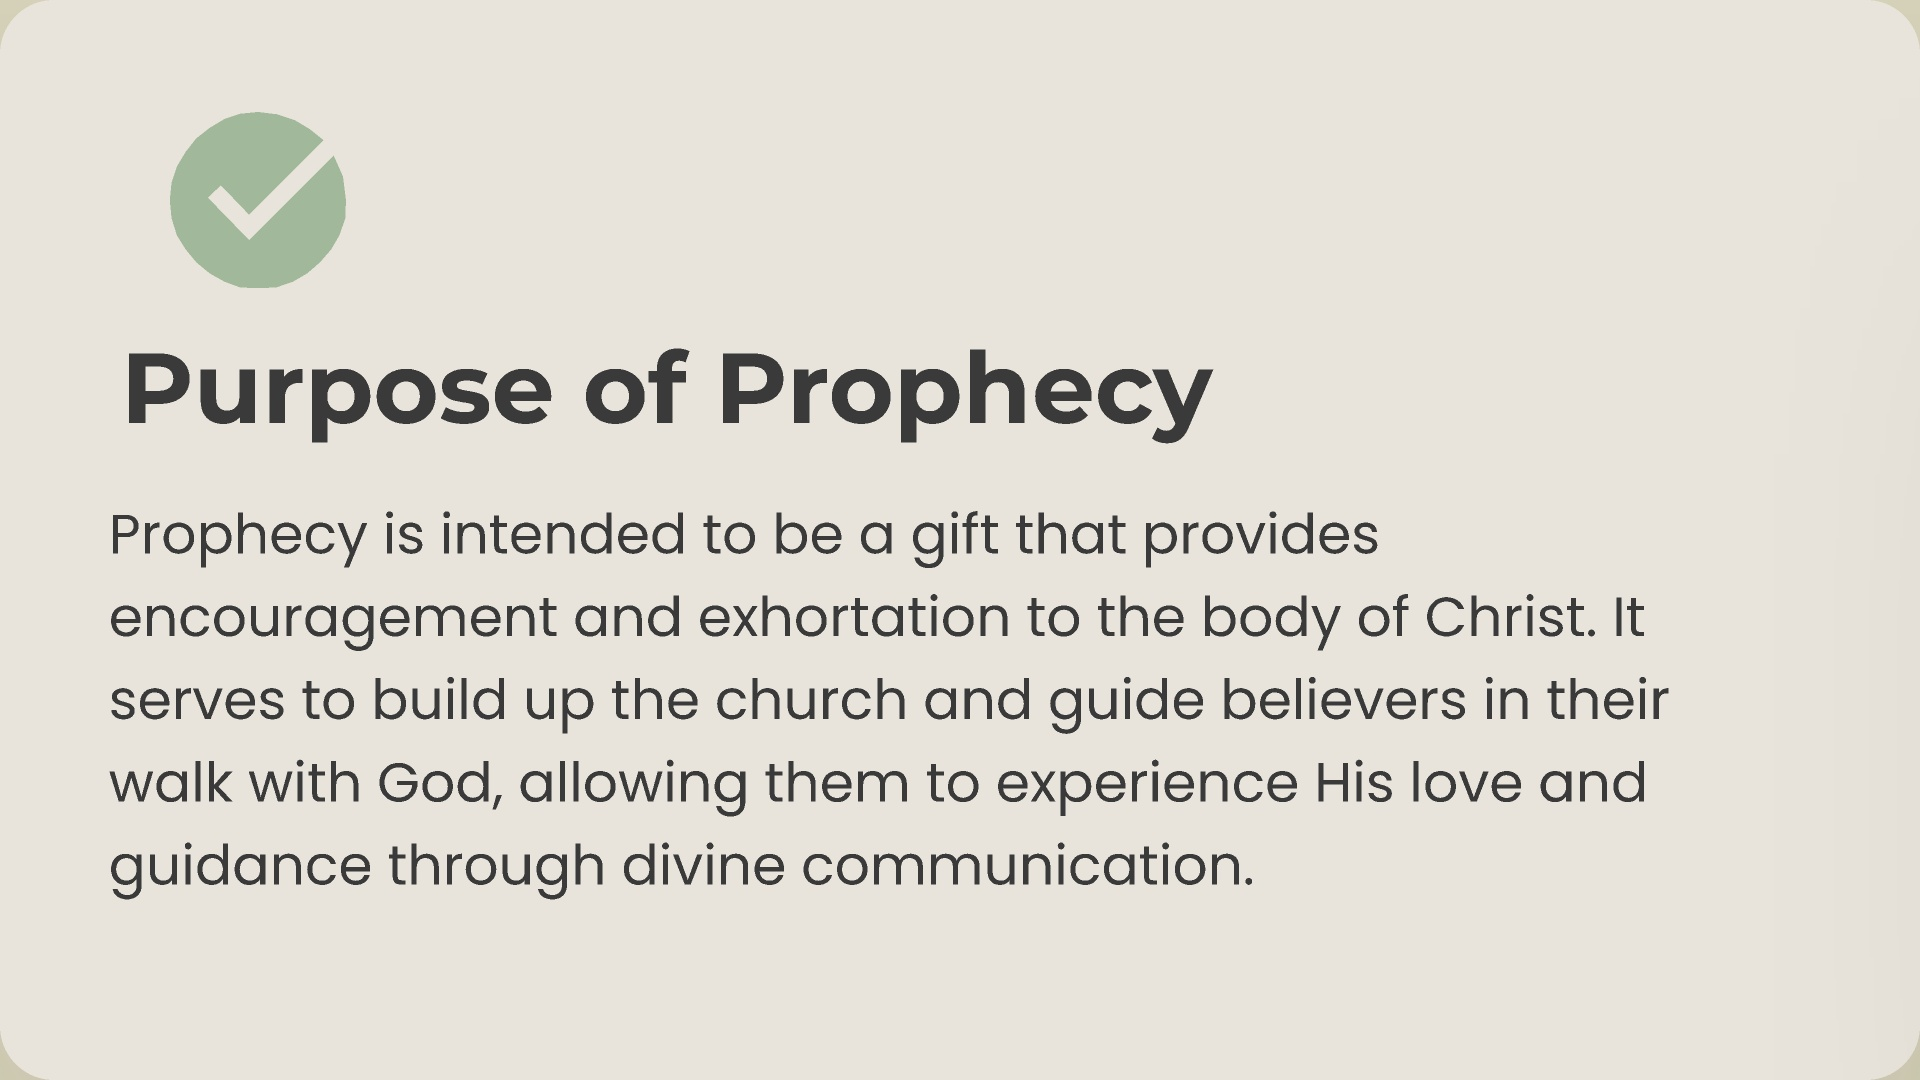 Purpose of Prophecy
Prophecy is intended to be a gift that provides
encouragement and exhortation to the body of Christ. It
serves to build up the church and guide believers in their
walk with God, allowing them to experience His love and
guidance through divine communication.